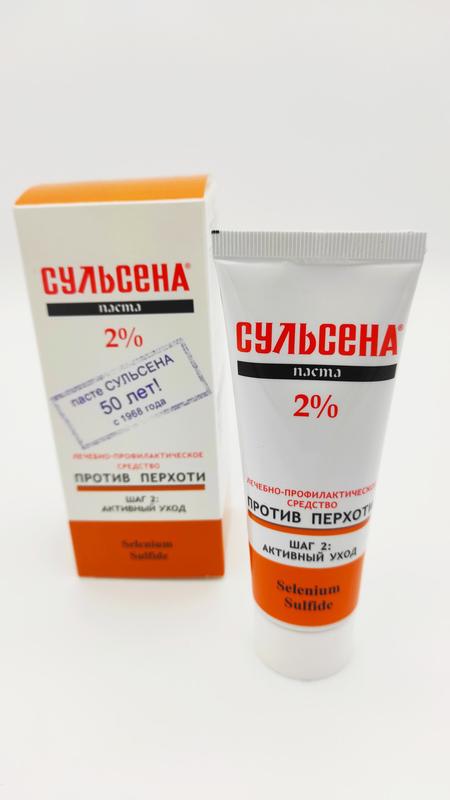 СУЛЬСЕНА®
паста
2%
пасте СУЛЬСЕНА
50 лет!
с 1968 года
ЛЕЧЕБНО-ПРОФИЛАКТИЧЕСКОЕ
СРЕДСТВО
ПРОТИВ ПЕРХОТИ
ШАГ 2:
АКТИВНЫЙ УХОД
Selenium
Sulfide
СУЛЬСЕНА®
паста
2%
ЛЕЧЕБНО-ПРОФИЛАКТИЧЕСКОЕ
СРЕДСТВО
ПРОТИВ ПЕРХОТИ
ШАГ 2:
АКТИВНЫЙ УХОД
Selenium
Sulfide